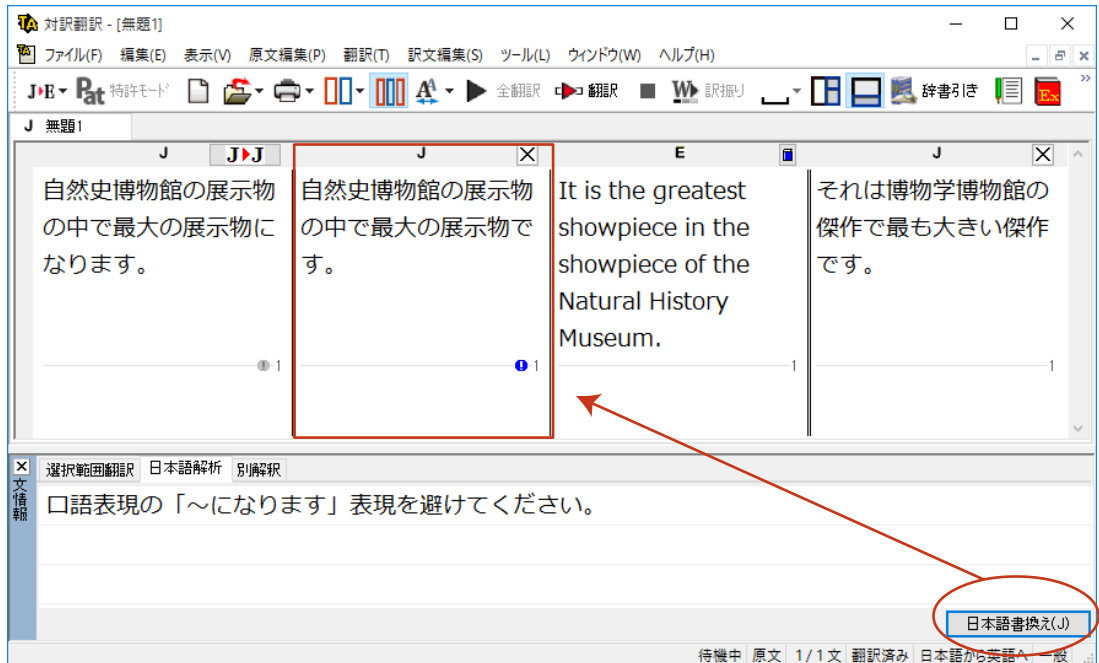 対訳翻訳 - [無題1]
ファイル(F) 編集(E) 表示(V) 原文編集(P) 翻訳(T) 訳文編集(S) ツール(L) ウィンドウ(W) ヘルプ(H)
J▶E Pat 特許モード 全翻訳 翻訳 W 訳振り 辞書引き Ex
J 無題1
J J▶J
自然史博物館の展示物
の中で最大の展示物に
なります。
1
J
自然史博物館の展示物
の中で最大の展示物で
す。
1
E
It is the greatest
showpiece in the
showpiece of the
Natural History
Museum.
1
J
それは博物学博物館の
傑作で最も大きい傑作
です。
1
文情報
選択範囲翻訳 日本語解析 別解釈
口語表現の「~になります」表現を避けてください。
日本語書換え(J)
待機中 原文 1/1文 翻訳済み 日本語から英語へ 一般